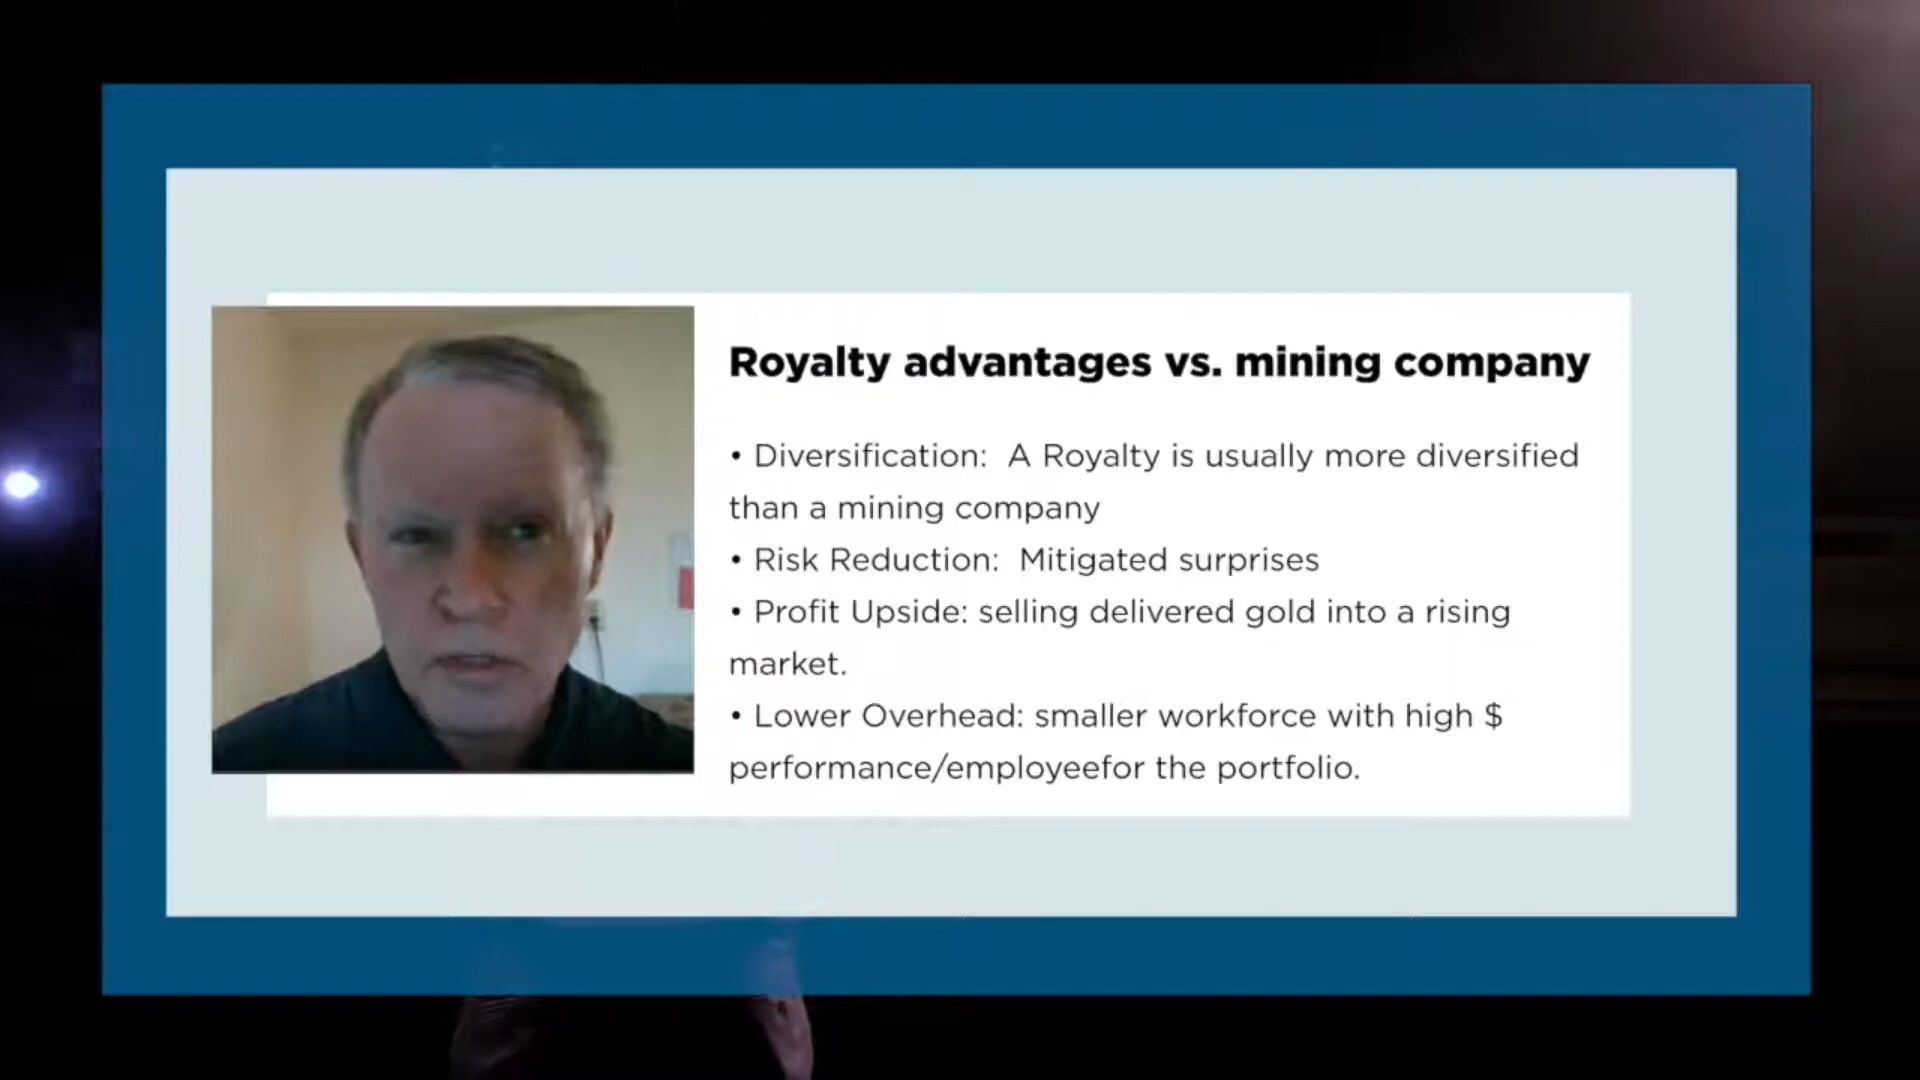 Royalty advantages vs. mining company
• Diversification:  A Royalty is usually more diversified
than a mining company
• Risk Reduction:  Mitigated surprises
• Profit Upside: selling delivered gold into a rising
market.
• Lower Overhead: smaller workforce with high $
performance/employeefor the portfolio.